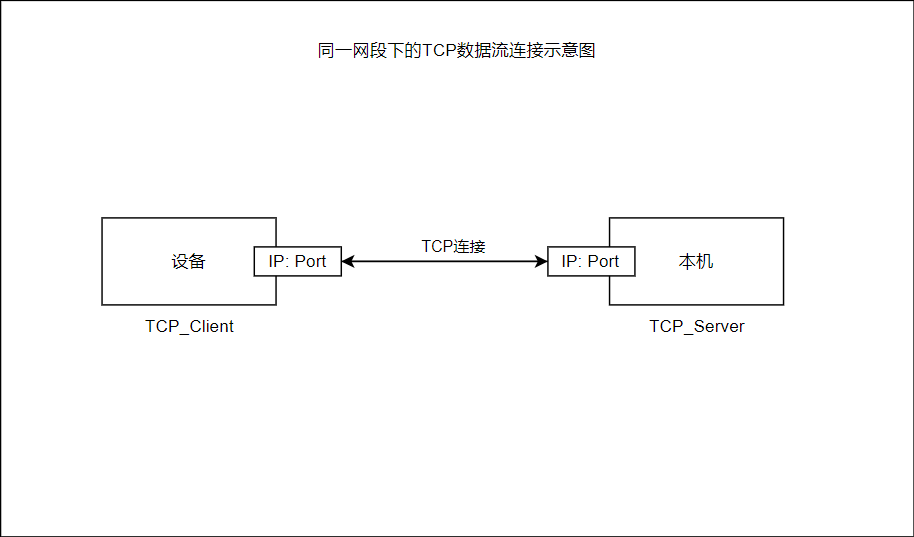 同一网段下的TCP数据流连接示意图
TCP连接
设备
IP: Port
IP: Port
本机
TCP_Client
TCP_Server